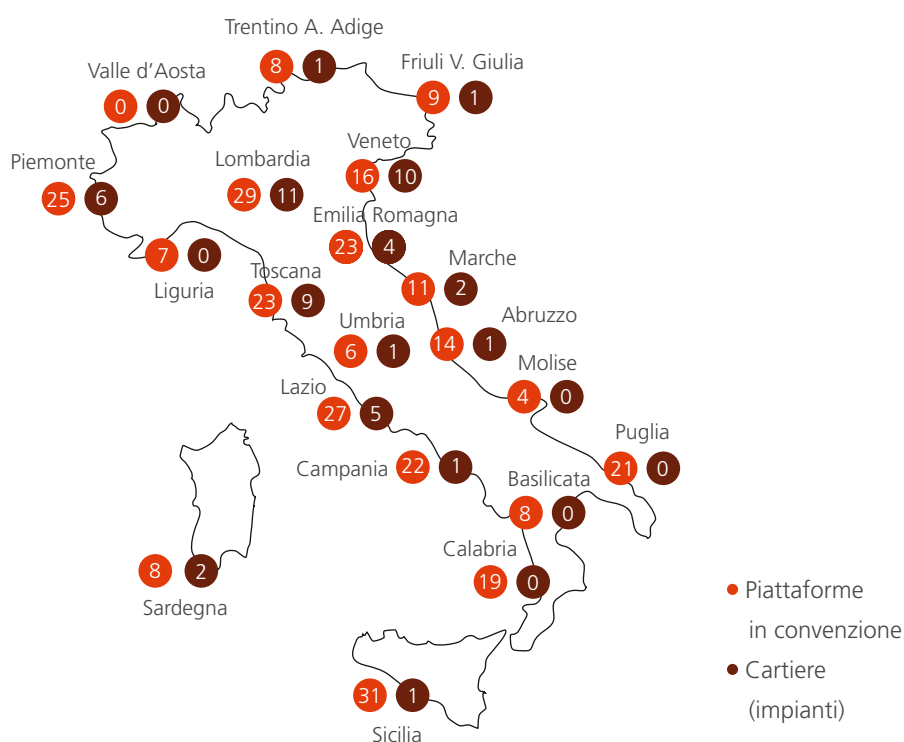 Trentino A. Adige
8 1
Valle d'Aosta
0 0
Friuli V. Giulia
9 1
Veneto
16 10
Piemonte
25 6
Lombardia
29 11
Emilia Romagna
23 4
7 0
Liguria
Toscana
23 9
Marche
11 2
Umbria
6 1
Abruzzo
14 1
Molise
4 0
Lazio
27 5
Puglia
21 0
Campania
22 1
Basilicata
8 0
Calabria
19 0
8 2
Sardegna
31 1
Sicilia
Piattaforme
in convenzione
Cartiere
(impianti)